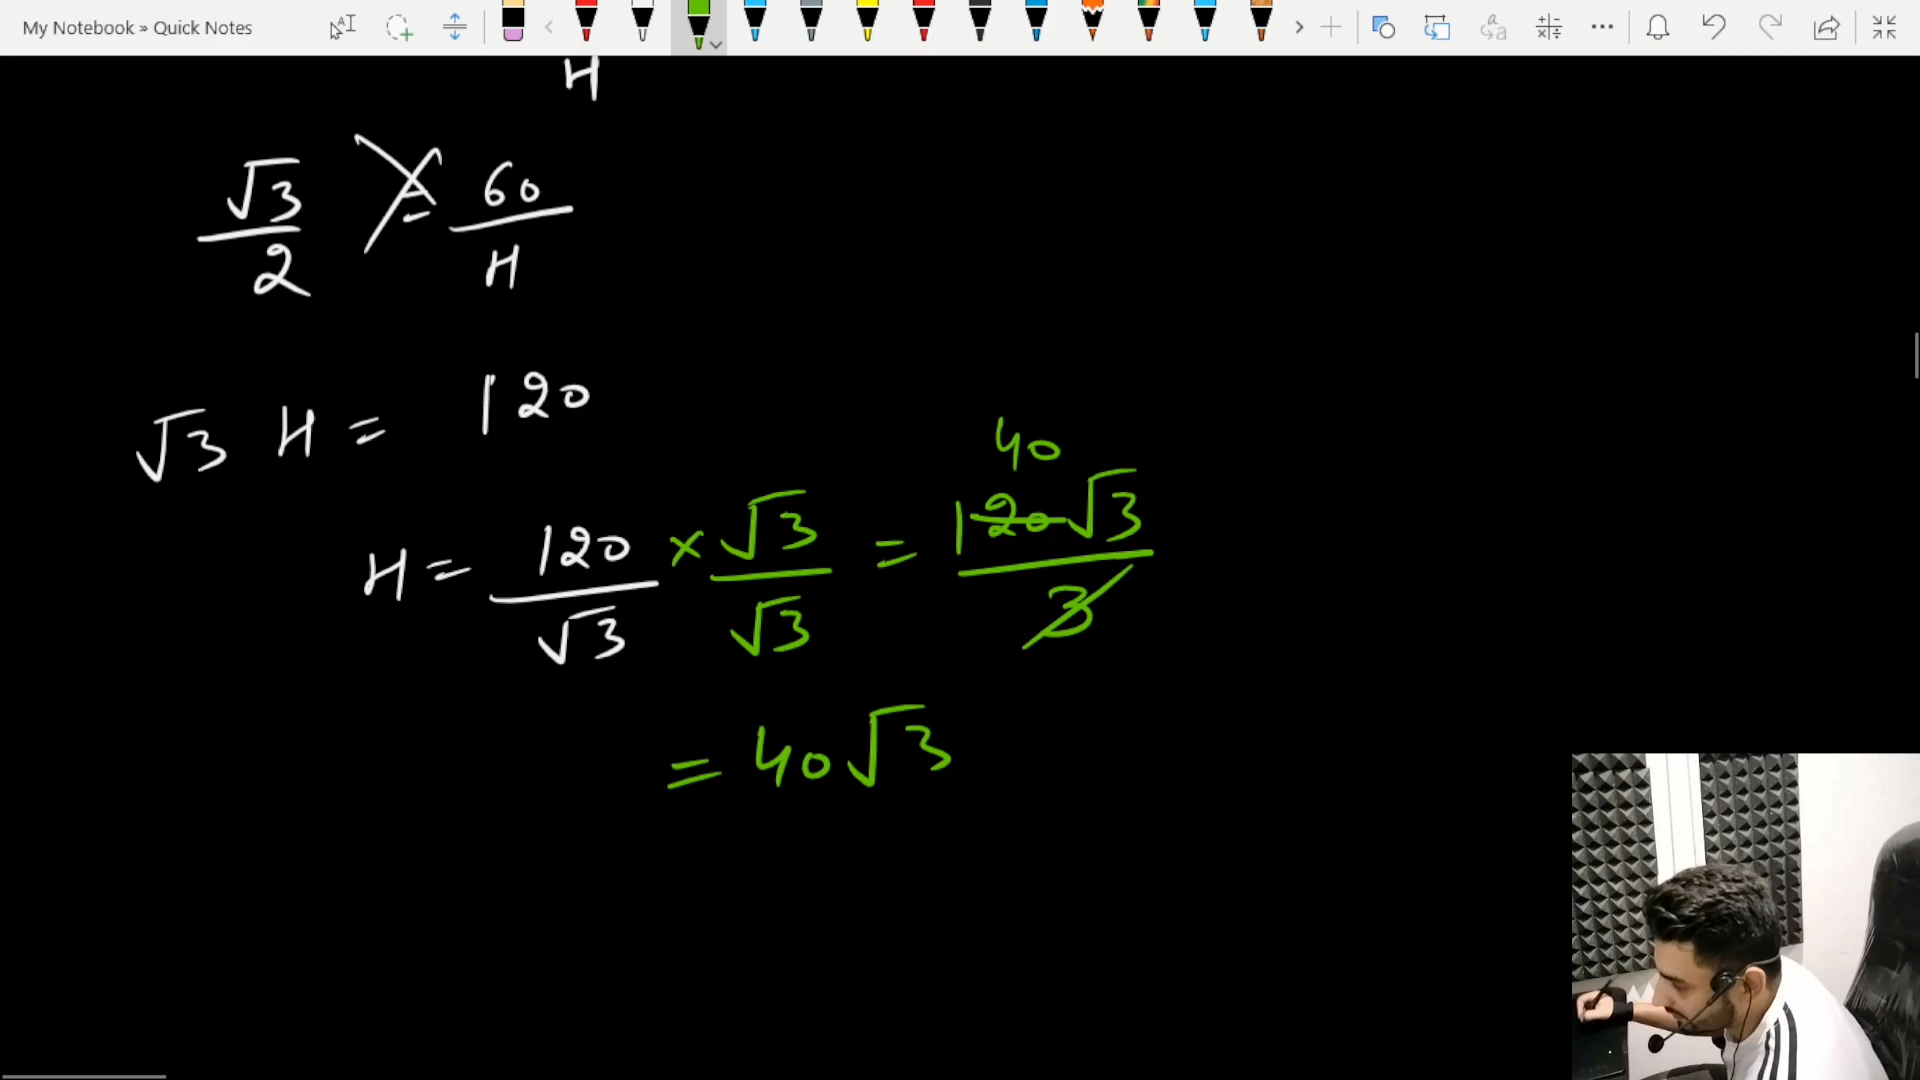 My Notebook » Quick Notes
H
√3/2 = 60/H
√3 H = 120
H = 120/√3 × √3/√3 = 120√3/3
40
= 40√3